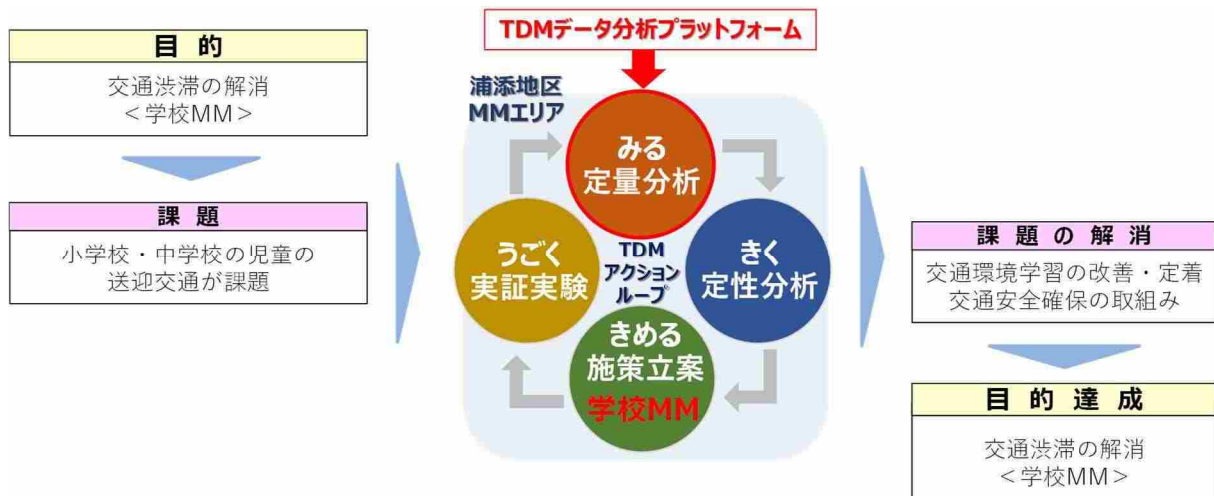 目的
交通渋滞の解消
＜学校MM＞
課題
小学校・中学校の児童の
送迎交通が課題
TDMデータ分析プラットフォーム
浦添地区
MMエリア
みる
定量分析
きく
定性分析
きめる
施策立案
学校MM
うごく
実証実験
TDM
アクション
ループ
課題の解消
交通環境学習の改善・定着
交通安全確保の取組み
目的達成
交通渋滞の解消
＜学校MM＞